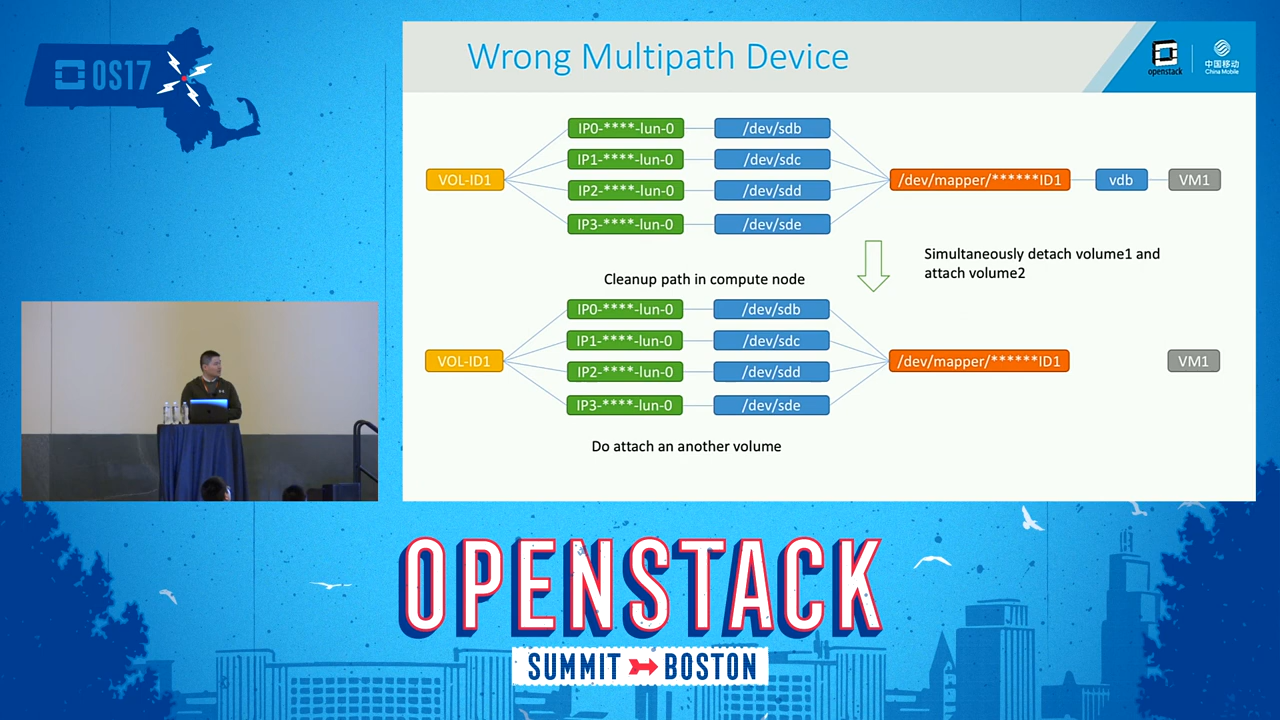 OS17
Wrong Multipath Device
openstack
中国移动
China Mobile
IP0-****-lun-0
/dev/sdb
IP1-****-lun-0
/dev/sdc
VOL-ID1
/dev/mapper/******ID1
vdb
VM1
IP2-****-lun-0
/dev/sdd
IP3-****-lun-0
/dev/sde
Simultaneously detach volume1 and
attach volume2
Cleanup path in compute node
IP0-****-lun-0
/dev/sdb
IP1-****-lun-0
/dev/sdc
VOL-ID1
/dev/mapper/******ID1
VM1
IP2-****-lun-0
/dev/sdd
IP3-****-lun-0
/dev/sde
Do attach an another volume
OPENSTACK
SUMMIT BOSTON